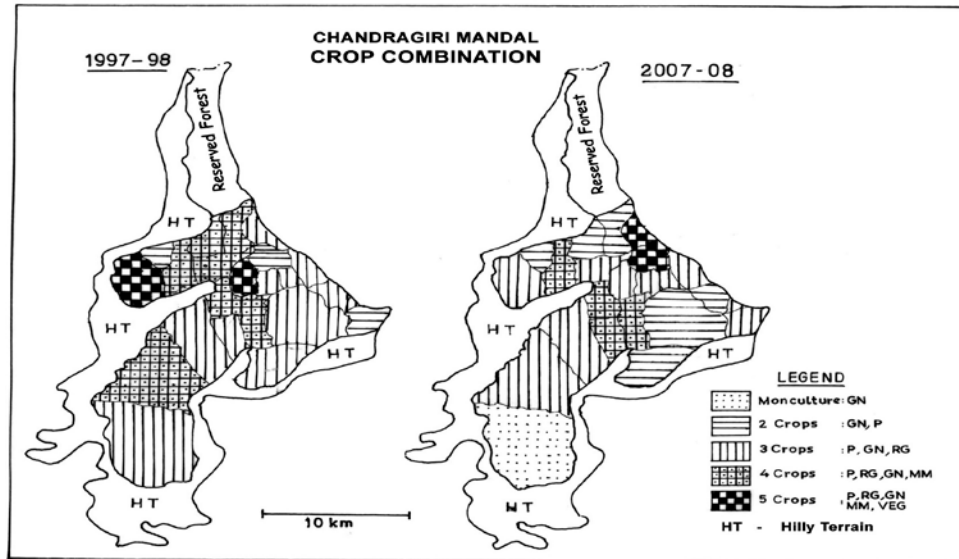 CHANDRAGIRI MANDAL
CROP COMBINATION
1997-98
2007-08
Reserved Forest
HT
HT
HT
HT
10 km
Reserved Forest
HT
HT
HT
HT
LEGEND
Monculture: GN
2 Crops : GN, P
3 Crops : P, GN, RG
4 Crops : P, RG, GN, MM
5 Crops : P, RG, GN
MM, VEG
HT - Hilly Terrain